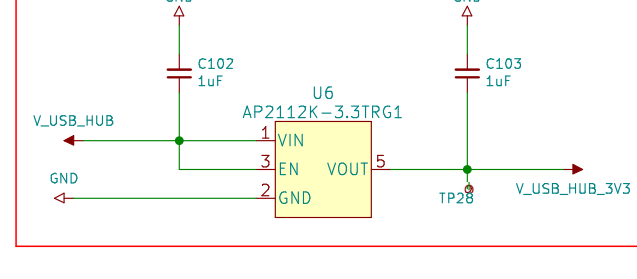 C102
1uF
C103
1uF
U6
AP2112K-3.3TRG1
V_USB_HUB
1
VIN
3
EN
VOUT
5
GND
2
GND
TP28
V_USB_HUB_3V3